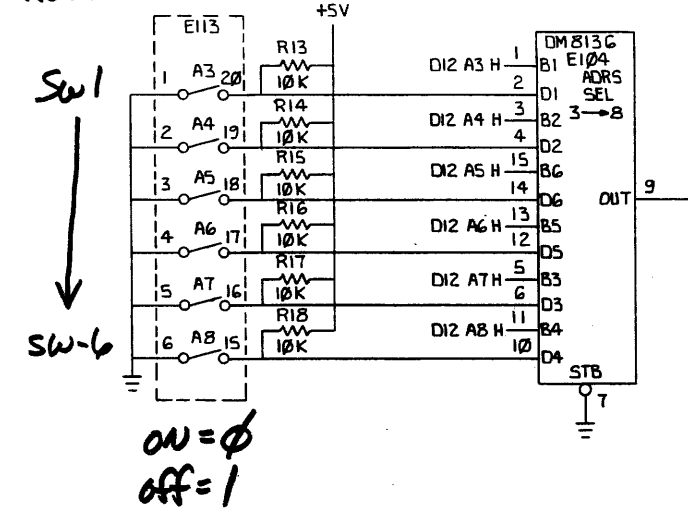 +5V
E113
SW1
SW-6
ON=0
OFF=1
1 A3 20
2 A4 19
3 A5 18
4 A6 17
5 A7 16
6 A8 15
R13
10K
R14
10K
R15
10K
R16
10K
R17
10K
R18
10K
D12 A3 H 1 B1
2 D1
D12 A4 H 3 B2
4 D2
D12 A5 H 15 B6
14 D6
D12 A6 H 13 B5
12 D5
D12 A7 H 5 B3
6 D3
D12 A8 H 11 B4
10 D4
DM8136
E104
ADRS
SEL
3→8
OUT 9
STB
7